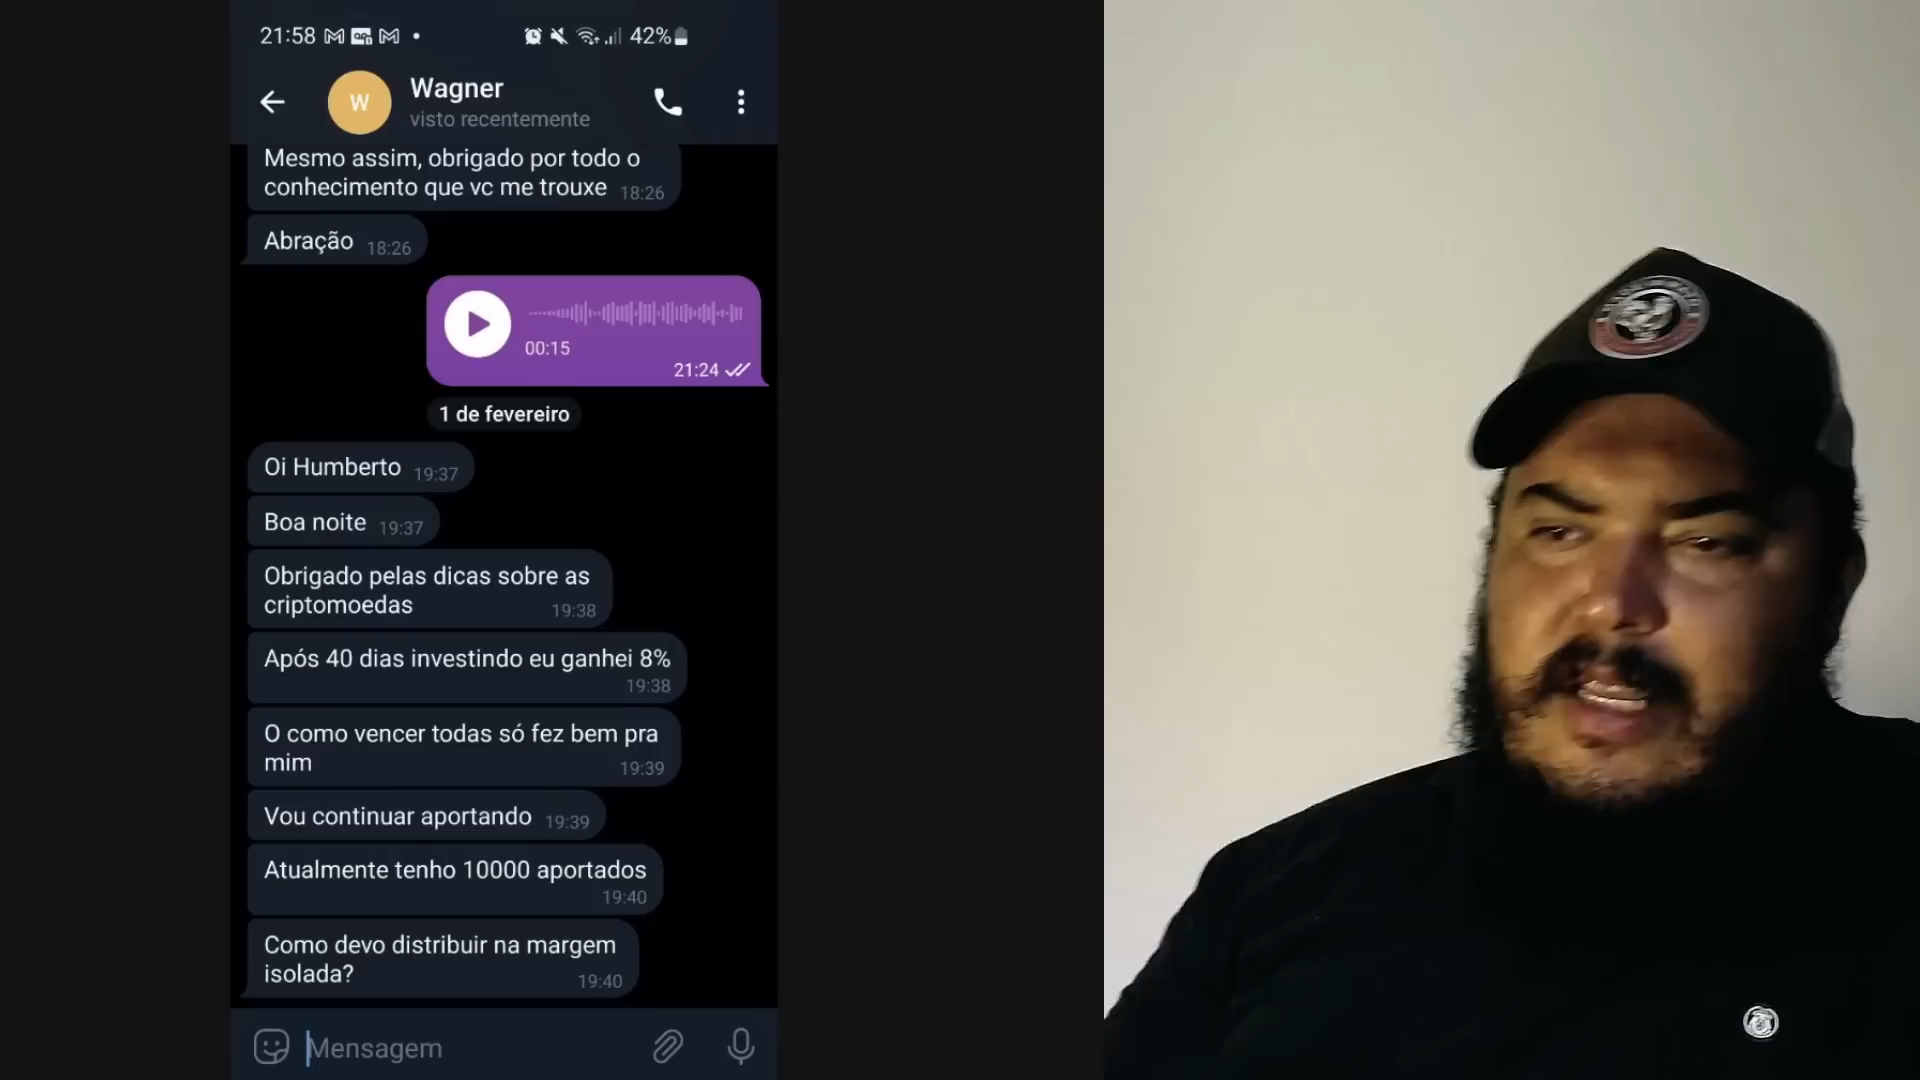 21:58
42%
W
Wagner
visto recentemente
Mesmo assim, obrigado por todo o
conhecimento que vc me trouxe 18:26
Abração 18:26
00:15
21:24
1 de fevereiro
Oi Humberto 19:37
Boa noite 19:37
Obrigado pelas dicas sobre as
criptomoedas 19:38
Após 40 dias investindo eu ganhei 8%
19:38
O como vencer todas só fez bem pra
mim 19:39
Vou continuar aportando 19:39
Atualmente tenho 10000 aportados
19:40
Como devo distribuir na margem
isolada? 19:40
Mensagem